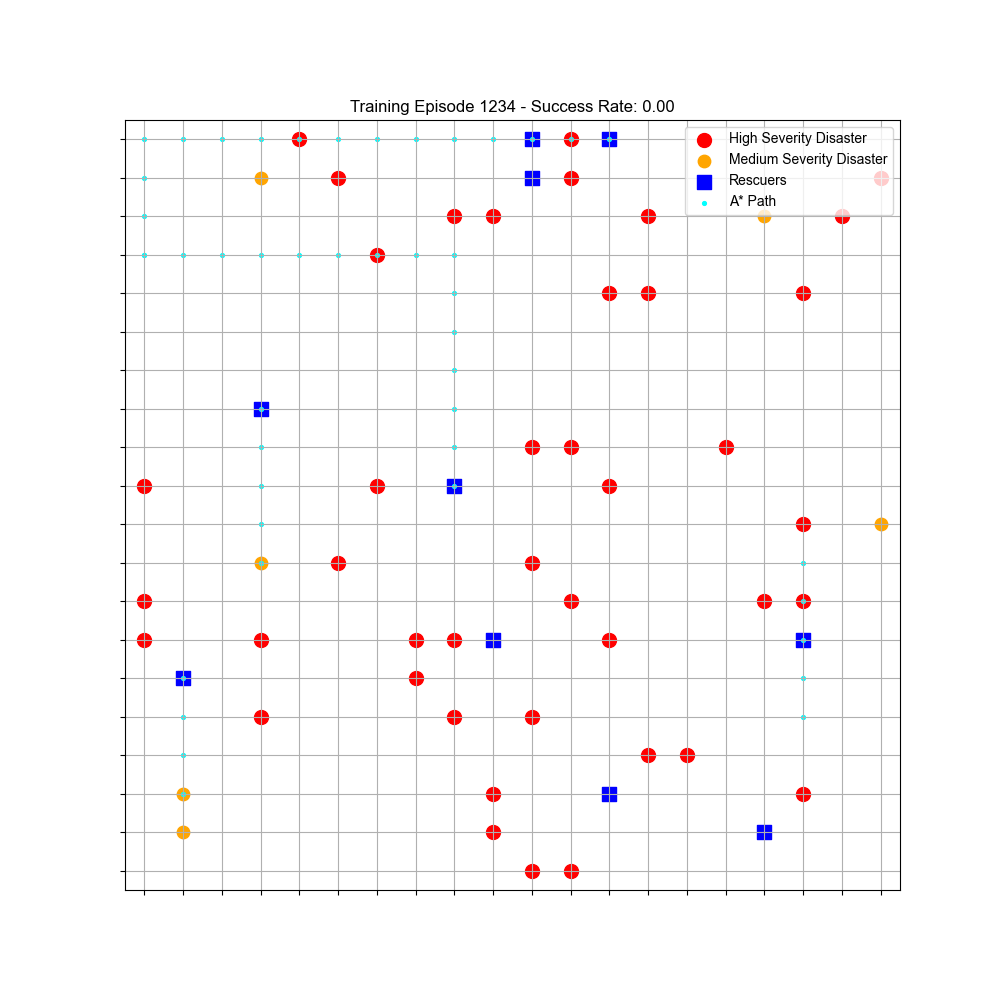 Training Episode 1234 - Success Rate: 0.00
High Severity Disaster
Medium Severity Disaster
Rescuers
A* Path